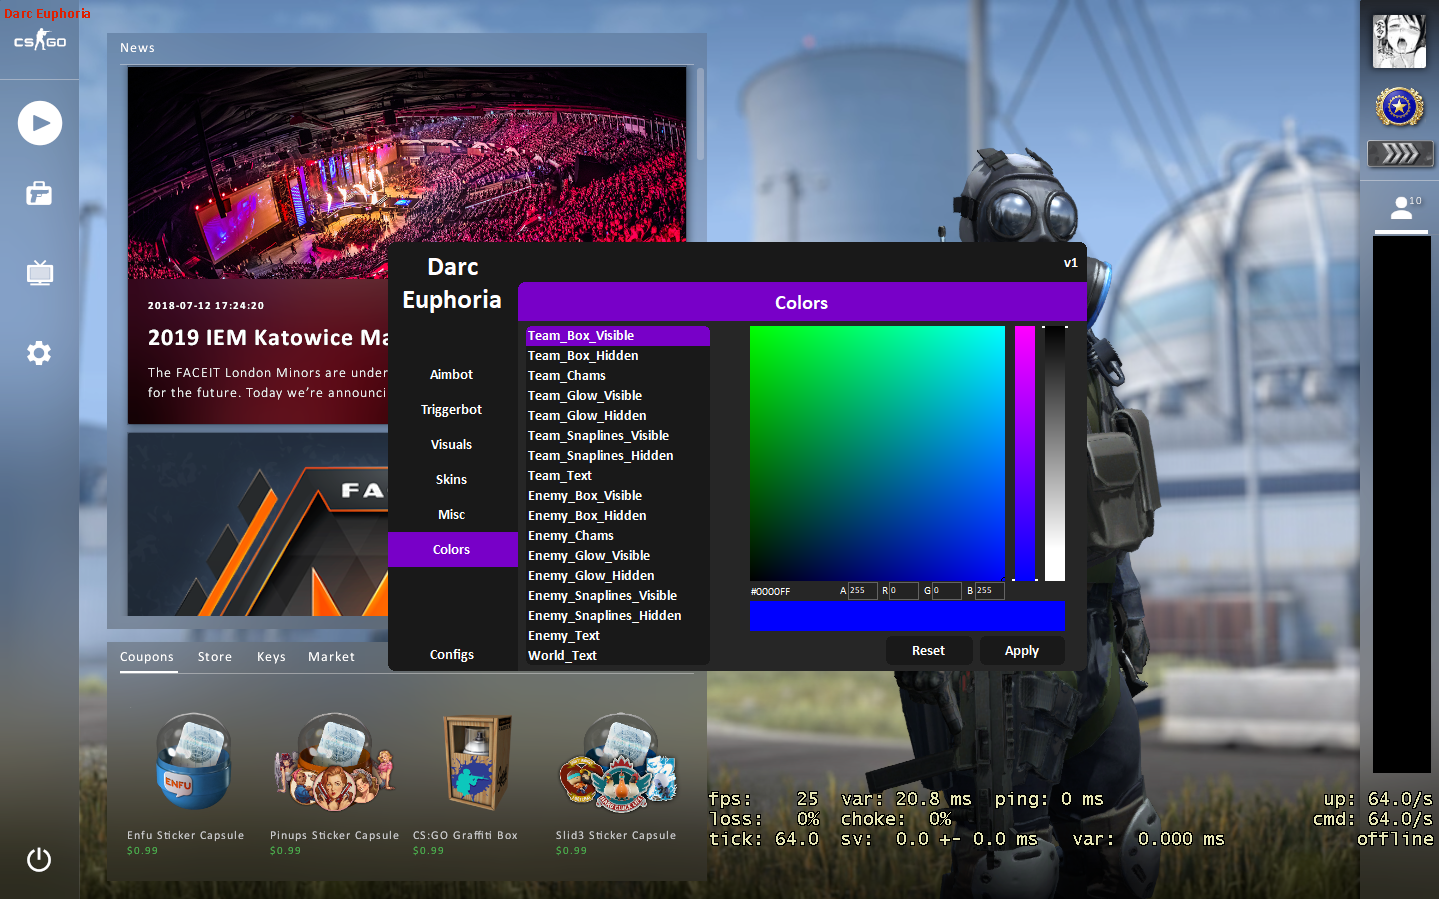 Darc Euphoria
CS GO
News
2018-07-12 17:24:20
2019 IEM Katowice Ma
The FACEIT London Minors are under
for the future. Today we're announci
FA
Coupons Store Keys Market
ENFU
Enfu Sticker Capsule
$0.99
Pinups Sticker Capsule
$0.99
CS:GO Graffiti Box
$0.99
Slid3 Sticker Capsule
$0.99
Darc
Euphoria
v1
Aimbot
Triggerbot
Visuals
Skins
Misc
Colors
Configs
Colors
Team_Box_Visible
Team_Box_Hidden
Team_Chams
Team_Glow_Visible
Team_Glow_Hidden
Team_Snaplines_Visible
Team_Snaplines_Hidden
Team_Text
Enemy_Box_Visible
Enemy_Box_Hidden
Enemy_Chams
Enemy_Glow_Visible
Enemy_Glow_Hidden
Enemy_Snaplines_Visible
Enemy_Snaplines_Hidden
Enemy_Text
World_Text
#0000FF A 255 R 0 G 0 B 255
Reset Apply
10
fps: 25 var: 20.8 ms ping: 0 ms up: 64.0/s
loss: 0% choke: 0% cmd: 64.0/s
tick: 64.0 sv: 0.0 +- 0.0 ms var: 0.000 ms offline